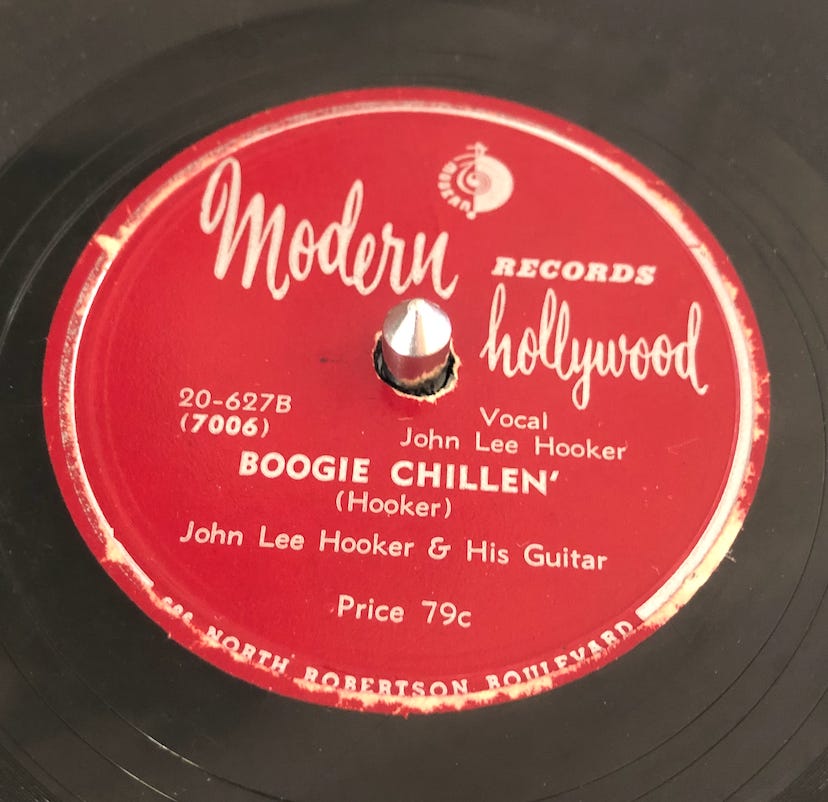 MODERN
Modern
RECORDS
hollywood
20-627B
(7006)
Vocal
John Lee Hooker
BOOGIE CHILLEN'
(Hooker)
John Lee Hooker & His Guitar
Price 79c
NORTH ROBERTSON BOULEVARD